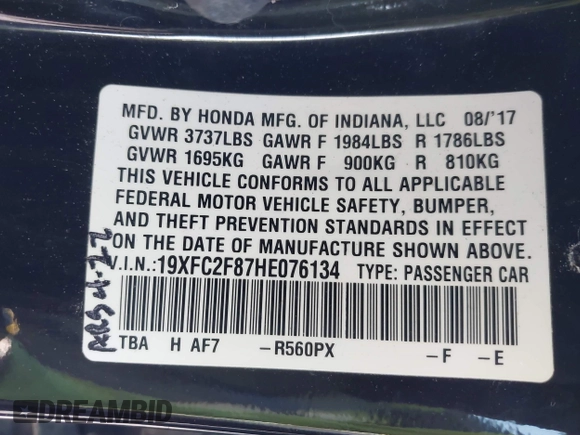 MFD. BY HONDA MFG. OF INDIANA, LLC 08/'17
GVWR 3737LBS GAWR F 1984LBS R 1786LBS
GVWR 1695KG GAWR F 900KG R 810KG
THIS VEHICLE CONFORMS TO ALL APPLICABLE
FEDERAL MOTOR VEHICLE SAFETY, BUMPER,
AND THEFT PREVENTION STANDARDS IN EFFECT
ON THE DATE OF MANUFACTURE SHOWN ABOVE.
V.I.N.:19XFC2F87HE076134 TYPE: PASSENGER CAR
TBA H AF7 –R560PX –F –E
DREAMBID